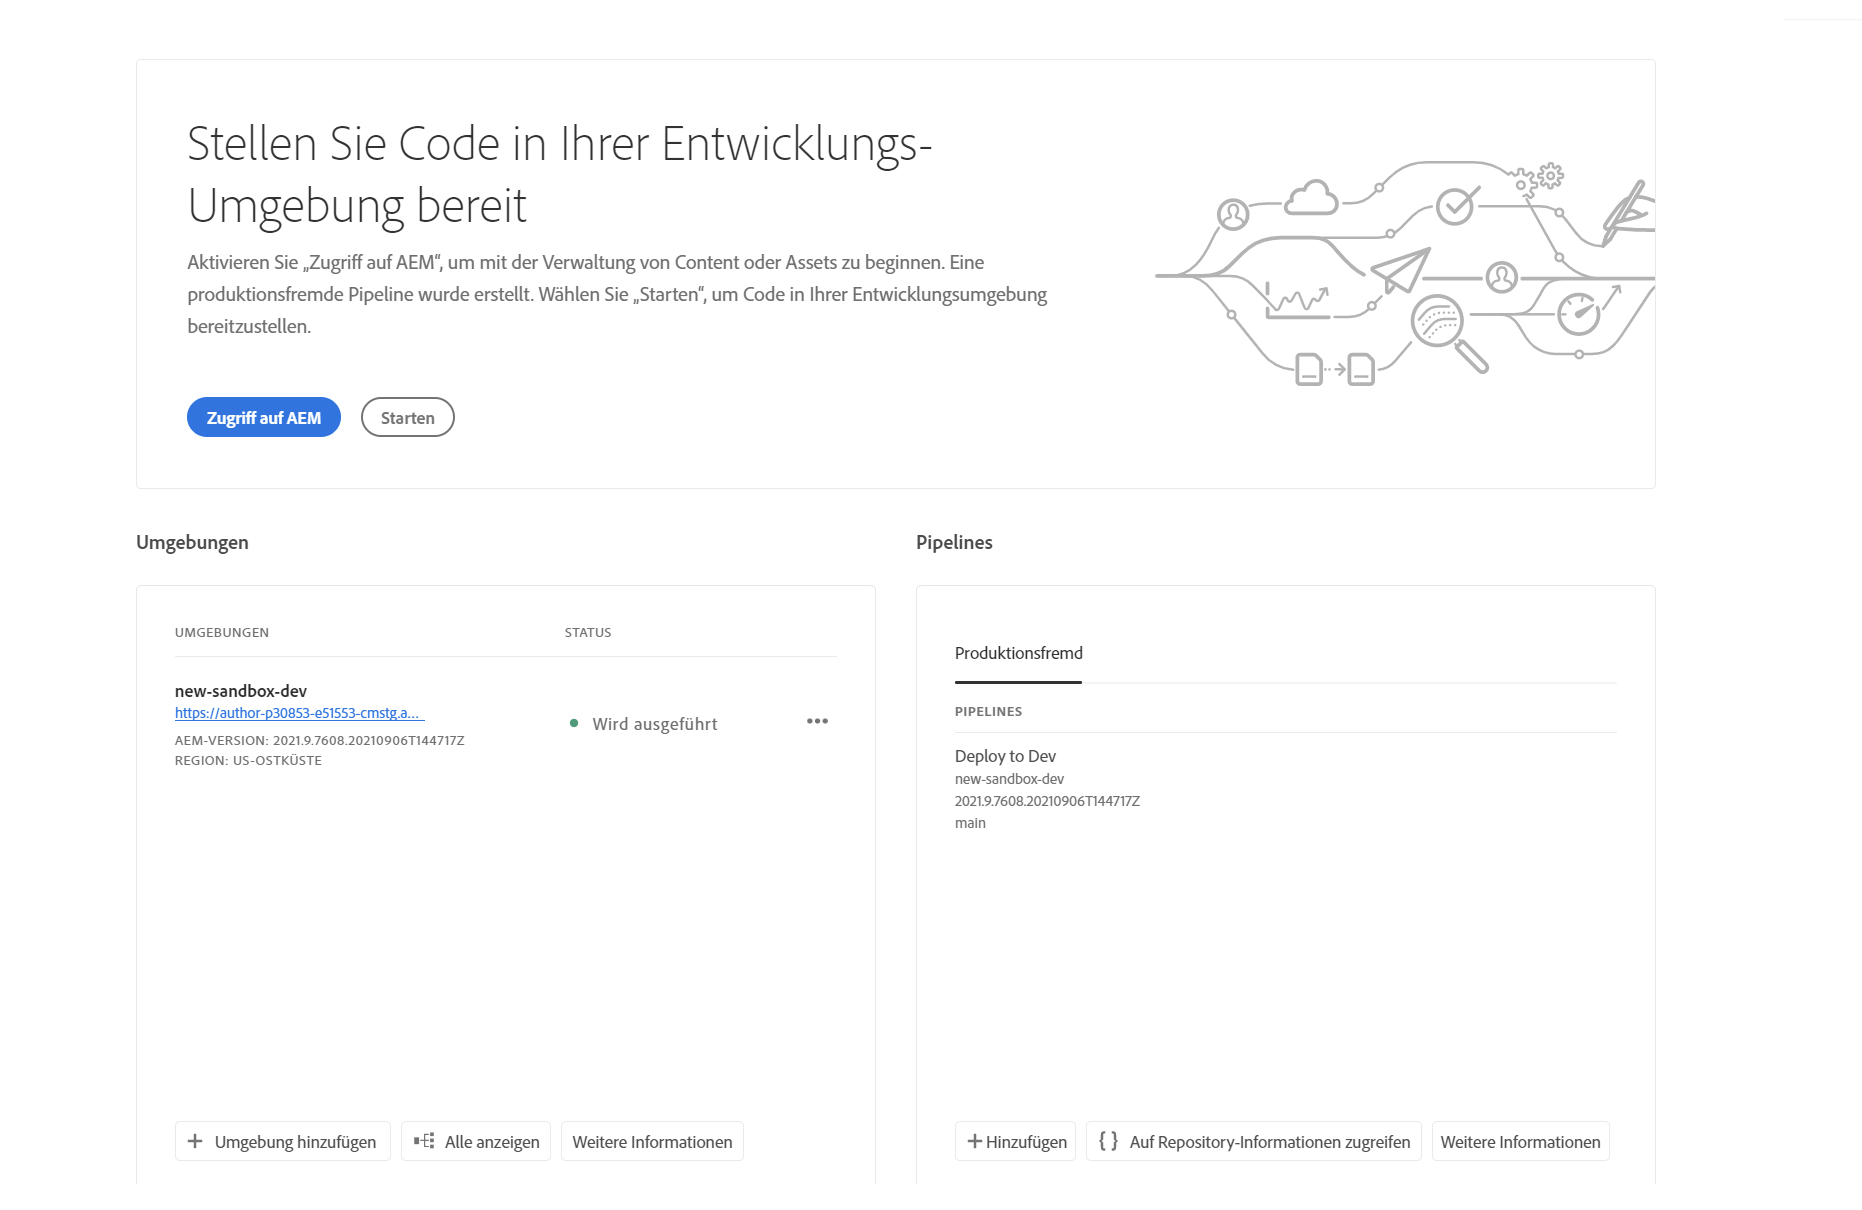 Stellen Sie Code in Ihrer Entwicklungs-
Umgebung bereit
Aktivieren Sie „Zugriff auf AEM“, um mit der Verwaltung von Content oder Assets zu beginnen. Eine
produktionsfremde Pipeline wurde erstellt. Wählen Sie „Starten“, um Code in Ihrer Entwicklungsumgebung
bereitzustellen.
Zugriff auf AEM
Starten
Umgebungen
UMGEBUNGEN STATUS
new-sandbox-dev
https://author-p30853-e51553-cmstg.a...
Wird ausgeführt
AEM-VERSION: 2021.9.7608.20210906T144717Z
REGION: US-OSTKÜSTE
Umgebung hinzufügen
Alle anzeigen
Weitere Informationen
Pipelines
Produktionsfremd
PIPELINES
Deploy to Dev
new-sandbox-dev
2021.9.7608.20210906T144717Z
main
Hinzufügen
Auf Repository-Informationen zugreifen
Weitere Informationen